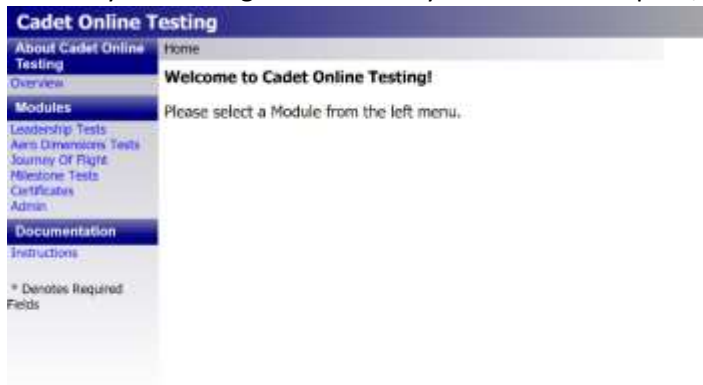 Cadet Online Testing
About Cadet Online
Testing
Overview
Modules
Leadership Tests
Aero Dimensions Tests
Journey Of Flight
Milestone Tests
Certificates
Admin
Documentation
Instructions
* Denotes Required
Fields
Home
Welcome to Cadet Online Testing!
Please select a Module from the left menu.